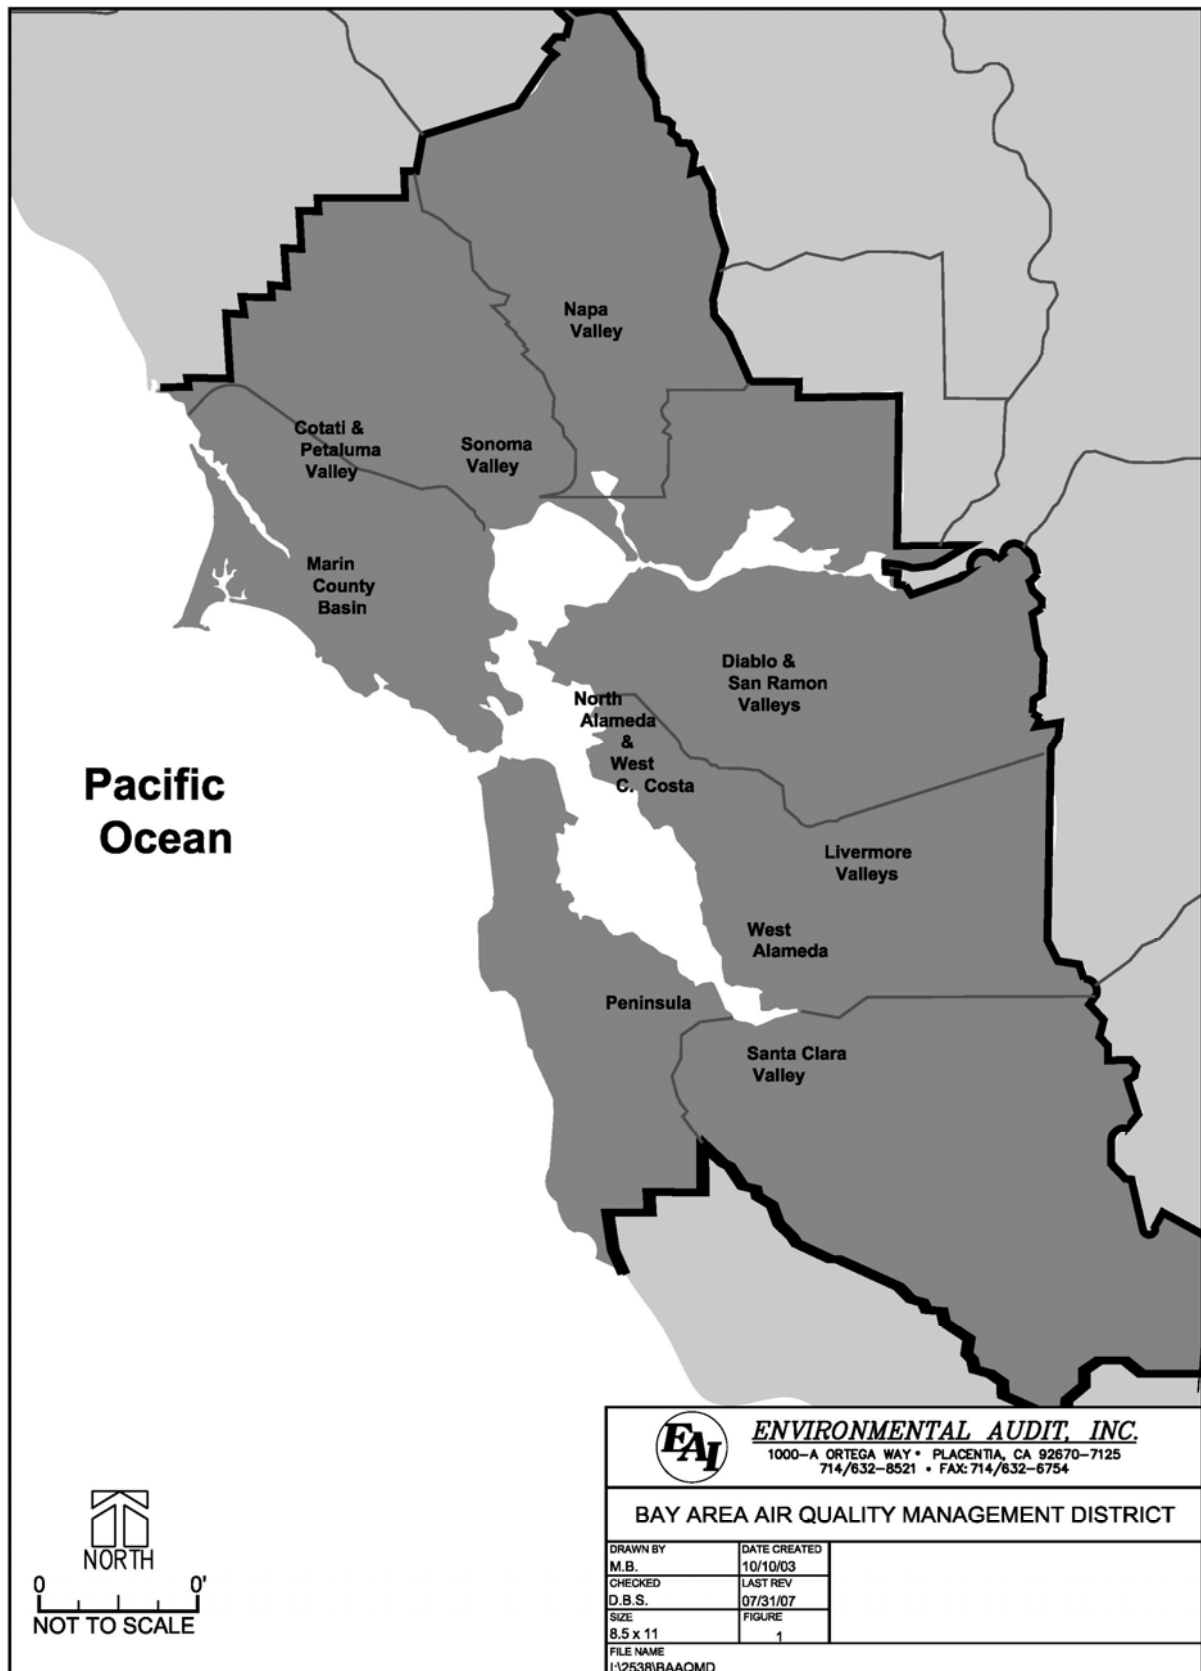 Napa
Valley
Cotati &
Petaluma
Valley
Sonoma
Valley
Marin
County
Basin
Diablo &
San Ramon
Valleys
North
Alameda
&
West
C. Costa
Pacific
Ocean
Livermore
Valleys
West
Alameda
Peninsula
Santa Clara
Valley
EAI
ENVIRONMENTAL AUDIT, INC.
1000-A ORTEGA WAY • PLACENTIA, CA 92670-7125
714/632-8521 • FAX: 714/632-6754
BAY AREA AIR QUALITY MANAGEMENT DISTRICT
DRAWN BY
M.B.
DATE CREATED
10/10/03
CHECKED
D.B.S.
LAST REV
07/31/07
SIZE
8.5 x 11
FIGURE
1
FILE NAME
I:\2538\BAAQMD
NORTH
0 0'
NOT TO SCALE